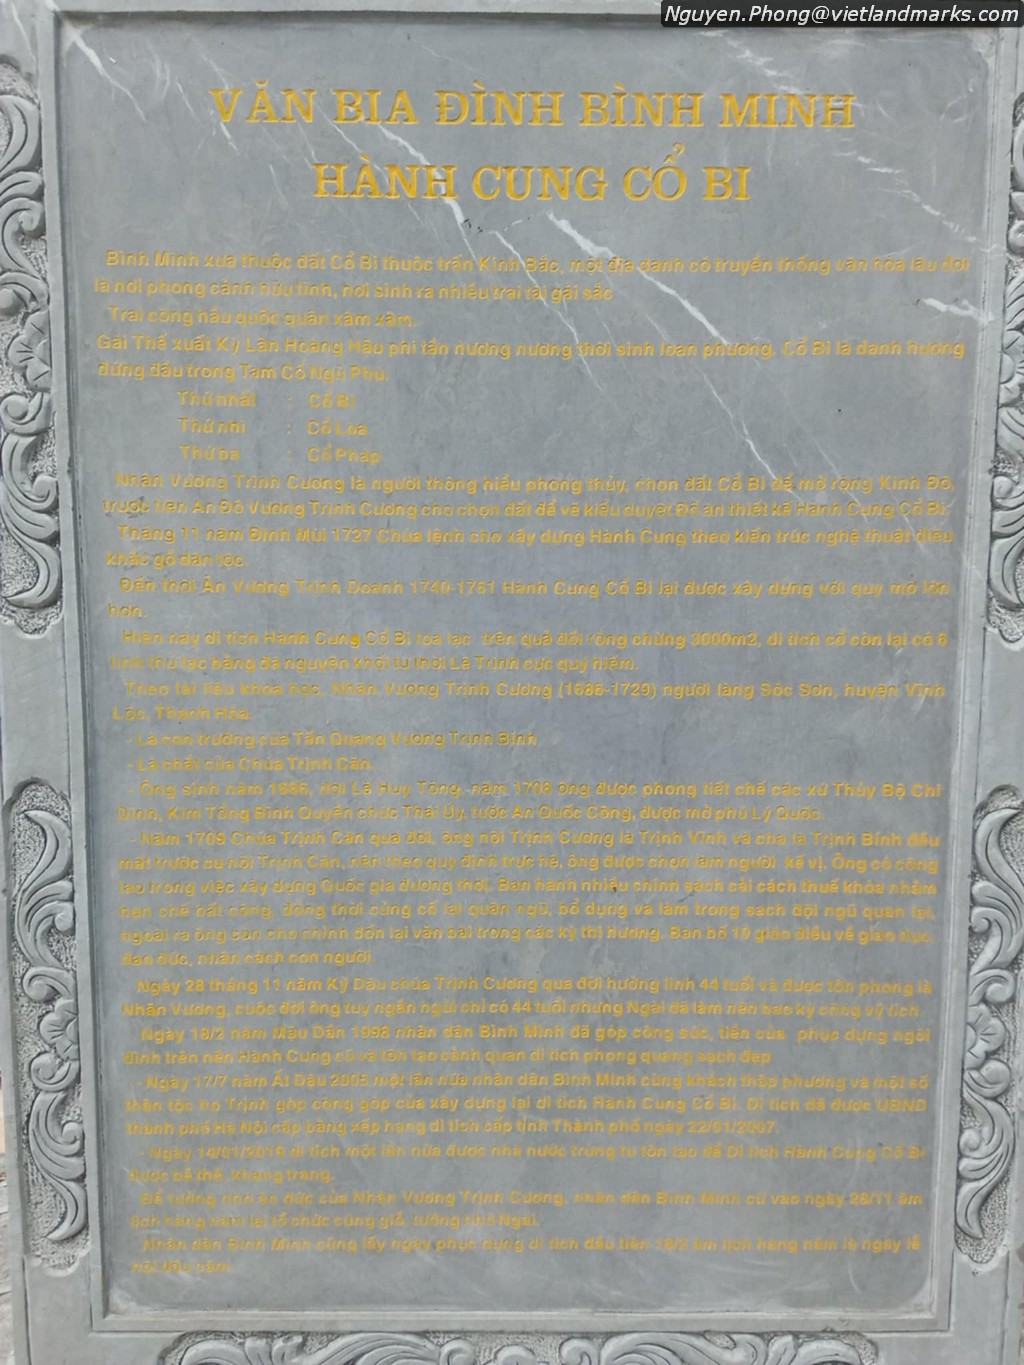 Nguyen.Phong@vietlandmarks.com
VĂN BIA ĐÌNH BÌNH MINH
HÀNH CUNG CỔ BI
Bình Minh xưa thuộc đất Cổ Bi thuộc trấn Kinh Bắc, một địa danh có truyền thống văn hóa lâu đời
là nơi phong cảnh hữu tình, nơi sinh ra nhiều trai tài gái sắc
Trai công hầu quốc quận xăm xăm.
Gái Thế xuất Kỳ Lân Hoàng Hậu phi tần nương nương thời sinh loan phượng. Cổ Bi là danh hương
đứng đầu trong Tam Cổ Ngũ Phù.
Thứ nhất : Cổ Bi
Thứ nhì : Cổ Loa
Thứ ba : Cổ Pháp
Nhân Vương Trịnh Cương là người thông hiểu phong thủy, chọn đất Cổ Bi để mở rộng Kinh Đô,
trước tiên An Đô Vương Trịnh Cương cho chọn đất để vẽ kiểu duyệt Đồ án thiết kế Hành Cung Cổ Bi.
Tháng 11 năm Đinh Mùi 1727 Chúa lệnh cho xây dựng Hành Cung theo kiến trúc nghệ thuật điêu
khắc gỗ dân tộc.
Đến thời Ân Vương Trịnh Doanh 1740-1761 Hành Cung Cổ Bi lại được xây dựng với quy mô lớn
hơn.
Hiện nay di tích Hành Cung Cổ Bi tọa lạc trên quả đồi rộng chừng 3000m2, di tích cổ còn lại có 6
linh thú tạc bằng đá nguyên khối từ thời Lê Trịnh cực quý hiếm.
Theo tài liệu khoa học, Nhân Vương Trịnh Cương (1686-1729) người làng Sóc Sơn, huyện Vĩnh
Lộc, Thanh Hóa.
- Là con trưởng của Tấn Quang Vương Trịnh Bính
- Là chắt của Chúa Trịnh Căn.
- Ông sinh năm 1686, đời Lê Huy Tông năm 1703 ông được phong tiết chế các xứ Thủy Bộ Chi
Dinh, Kim Tổng Bình Quyền chức Thái Úy, tước An Quốc Công, được mở phủ Lý Quốc.
- Năm 1709 Chúa Trịnh Căn qua đời, ông nội Trịnh Cương là Trịnh Vĩnh và cha là Trịnh Bính đều
mất trước cụ nội Trịnh Căn, nên theo quy định trực hệ, ông được chọn làm người kế vị. Ông có công
lao trong việc xây dựng Quốc gia đương thời. Ban hành nhiều chính sách cải cách thuế khóa nhằm
hạn chế bất công, đồng thời củng cố lại quân ngũ, bổ dụng và làm trong sạch đội ngũ quan lại,
ngoài ra ông còn cho chỉnh đốn lại văn bài trong các kỳ thi hương. Ban bố 10 giáo điều về giáo dục,
đạo đức, nhân cách con người.
Ngày 28 tháng 11 năm Kỷ Dậu chúa Trịnh Cương qua đời hưởng linh 44 tuổi và được tôn phong là
Nhân Vương, cuộc đời ông tuy ngắn ngủi chỉ có 44 tuổi nhưng Ngài đã làm nên bao kỳ công vỹ tích.
Ngày 18/2 năm Mậu Dần 1998 nhân dân Bình Minh đã góp công sức, tiền của phục dựng ngôi
đình trên nền Hành Cung cũ và tôn tạo cảnh quan di tích phong quang sạch đẹp
- Ngày 17/7 năm Ất Dậu 2005 một lần nữa nhân dân Bình Minh cùng khách thập phương và một số
thân tộc họ Trịnh góp công góp của xây dựng lại di tích Hành Cung Cổ Bi. Di tích đã được UBND
thành phố Hà Nội cấp bằng xếp hạng di tích cấp tỉnh Thành phố ngày 22/01/2007.
- Ngày di tích một lần nữa được nhà nước trùng tu tôn tạo để Di tích Hành Cung Cổ Bi
được bề thế, khang trang.
Để tưởng nhớ ân đức của Nhân Vương Trịnh Cương, nhân dân Bình Minh cứ vào ngày 28/11 âm
lịch hàng năm lại tổ chức cúng giỗ, tưởng nhớ Ngài.
Nhân dân Bình Minh cũng lấy ngày phục dựng di tích đầu tiên 18/2 âm lịch hàng năm là ngày lễ
hội đầu năm.